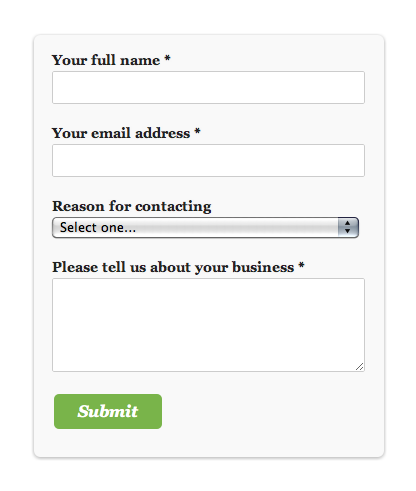 Your full name *
Your email address *
Reason for contacting
Select one...
Please tell us about your business *
Submit